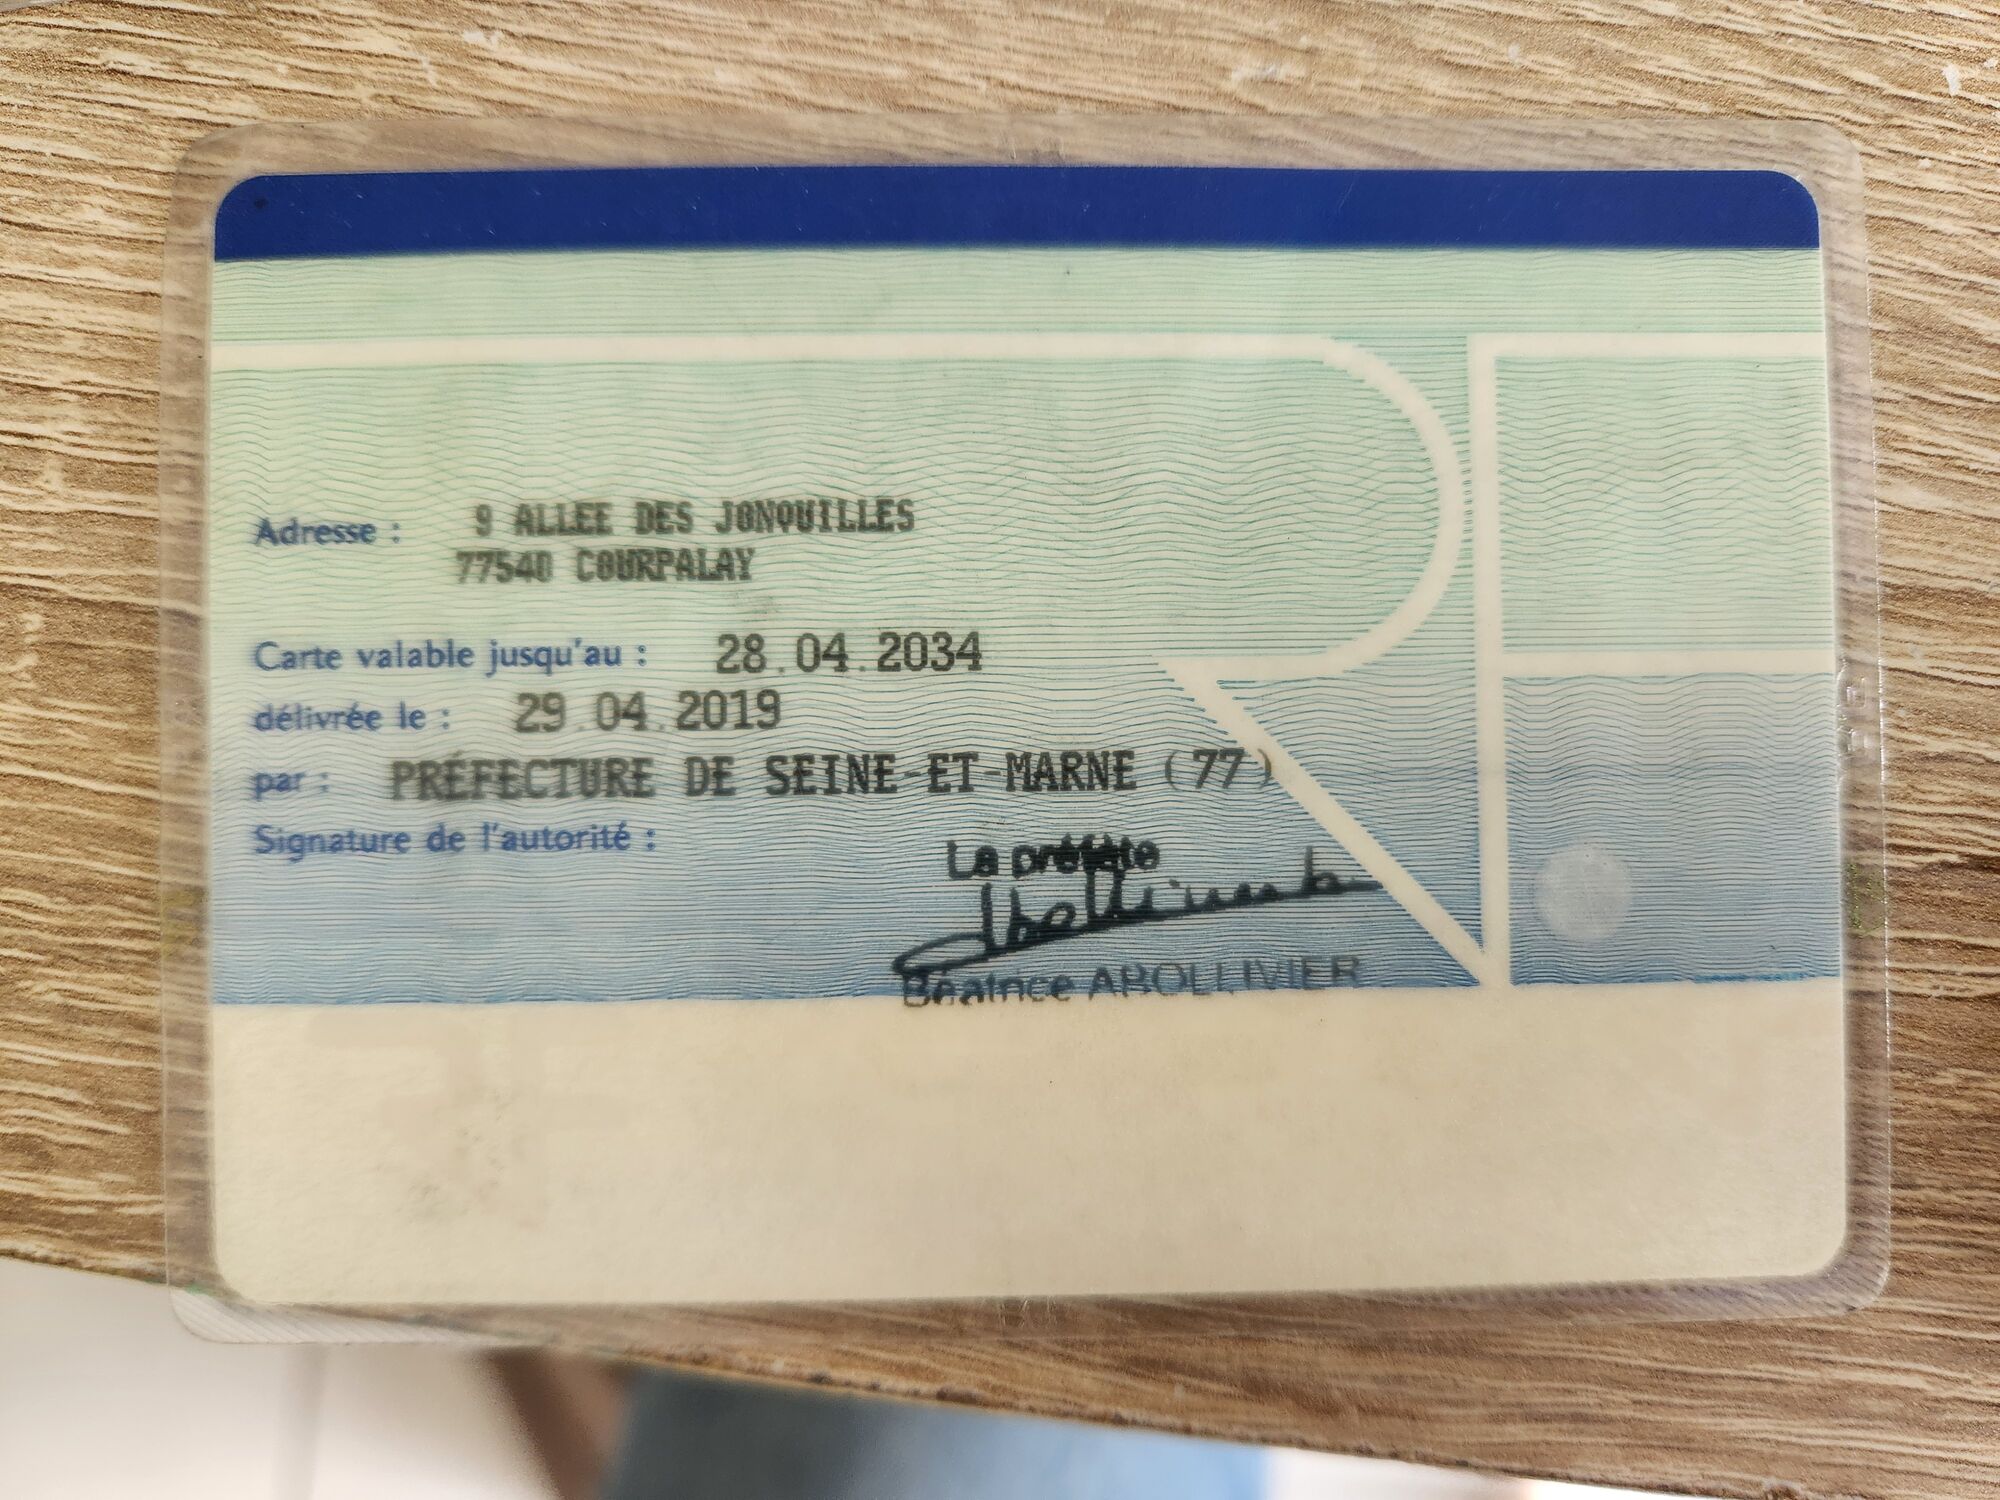 Adresse : 9 ALLEE DES JONQUILLES
77540 COURPALAY
Carte valable jusqu'au : 28.04.2034
délivrée le : 29.04.2019
par : PRÉFECTURE DE SEINE-ET-MARNE (77)
Signature de l'autorité :
La préfète
Béatrice ABOLLIVIER
RF